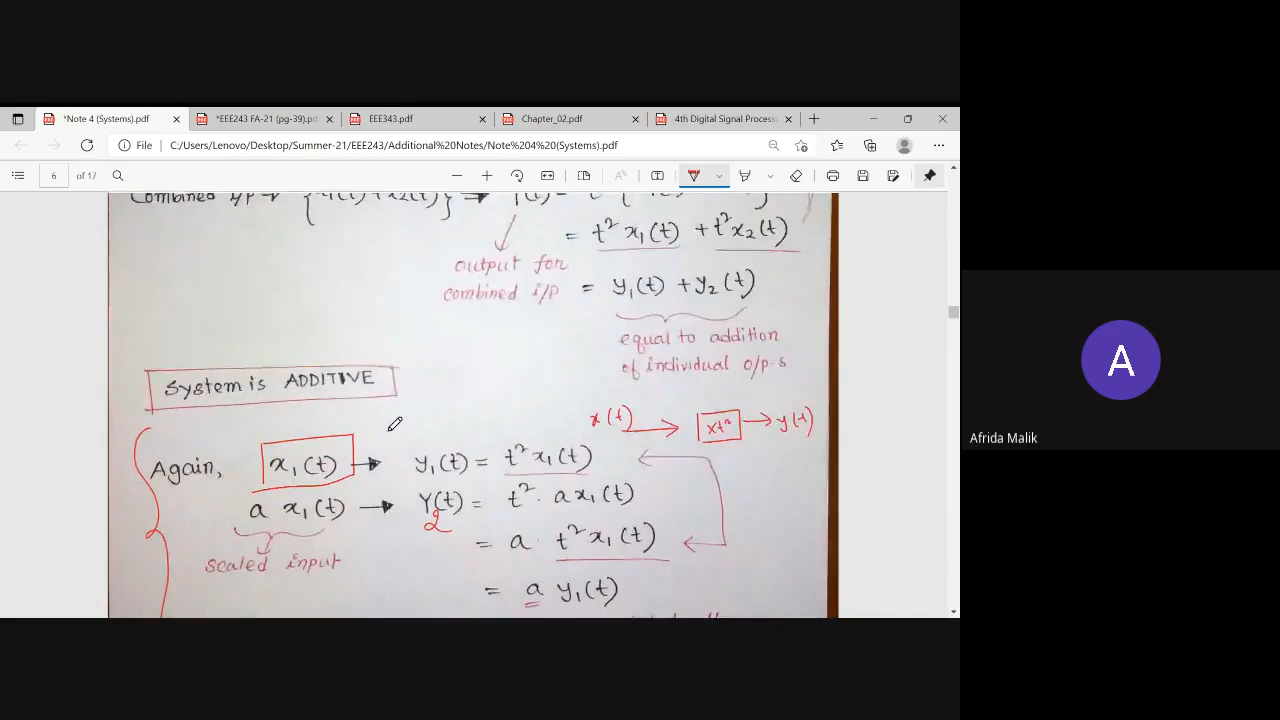 *Note 4 (Systems).pdf
*EEE243 FA-21 (pg-39).pd
EEE343.pdf
Chapter_02.pdf
4th Digital Signal Process
File
C:/Users/Lenovo/Desktop/Summer-21/EEE243/Additional%20Notes/Note%204%20(Systems).pdf
6 of 17
Combined i/p →
= t² x₁(t) + t² x₂(t)
output for
combined i/p
= y₁(t) + y₂(t)
equal to addition
of individual o/p-s
System is ADDITIVE
x(t) → xt² → y(t)
Again, x₁(t) → y₁(t) = t² x₁(t)
a x₁(t) → Y₂(t) = t². a x₁(t)
= a t² x₁(t)
scaled input
= a y₁(t)
A
Afrida Malik